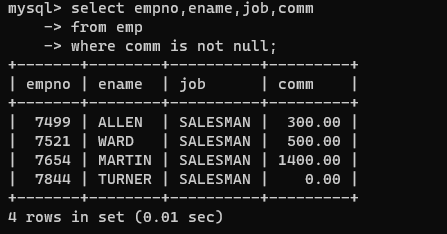 mysql> select empno,ename,job,comm
    -> from emp
    -> where comm is not null;
+-------+--------+----------+---------+
| empno | ename  | job      | comm    |
+-------+--------+----------+---------+
|  7499 | ALLEN  | SALESMAN |  300.00 |
|  7521 | WARD   | SALESMAN |  500.00 |
|  7654 | MARTIN | SALESMAN | 1400.00 |
|  7844 | TURNER | SALESMAN |    0.00 |
+-------+--------+----------+---------+
4 rows in set (0.01 sec)